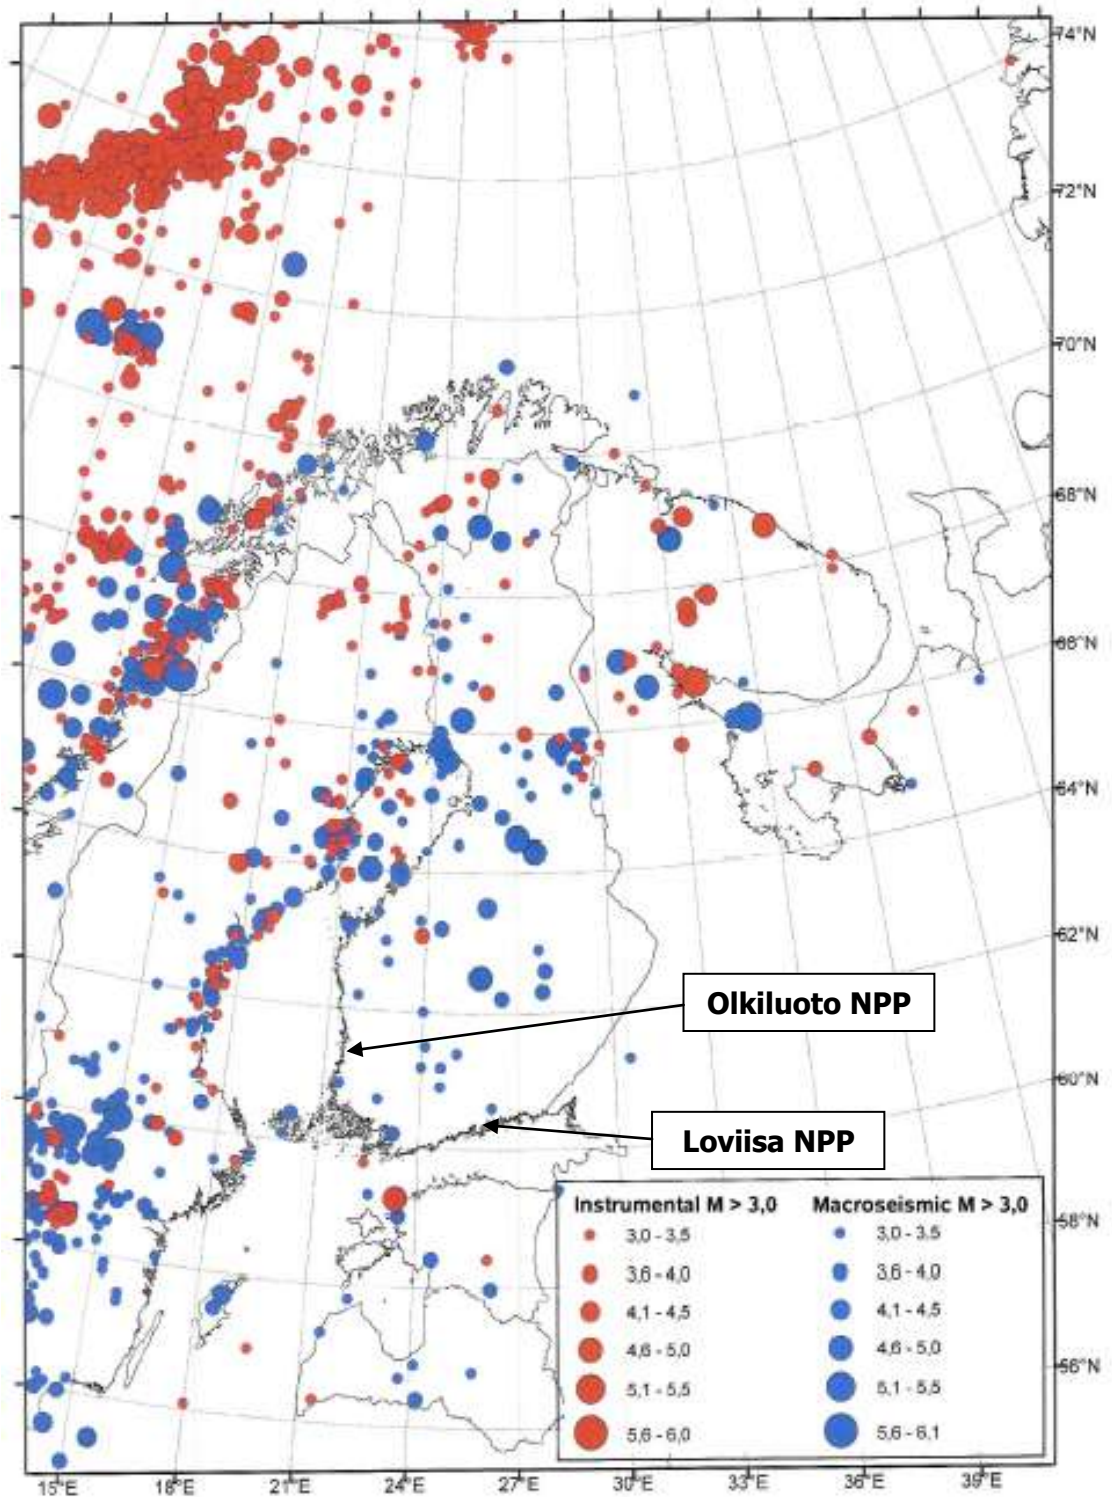 74°N
72°N
70°N
68°N
66°N
64°N
62°N
Olkiluoto NPP
60°N
Loviisa NPP
58°N
Instrumental M > 3,0 Macroseismic M > 3,0
3,0 - 3,5 3,0 - 3,5
3,6 - 4,0 3,6 - 4,0
4,1 - 4,5 4,1 - 4,5
4,6 - 5,0 4,6 - 5,0
5,1 - 5,5 5,1 - 5,5
5,6 - 6,0 5,6 - 6,1
56°N
15°E 18°E 21°E 24°E 27°E 30°E 33°E 36°E 39°E